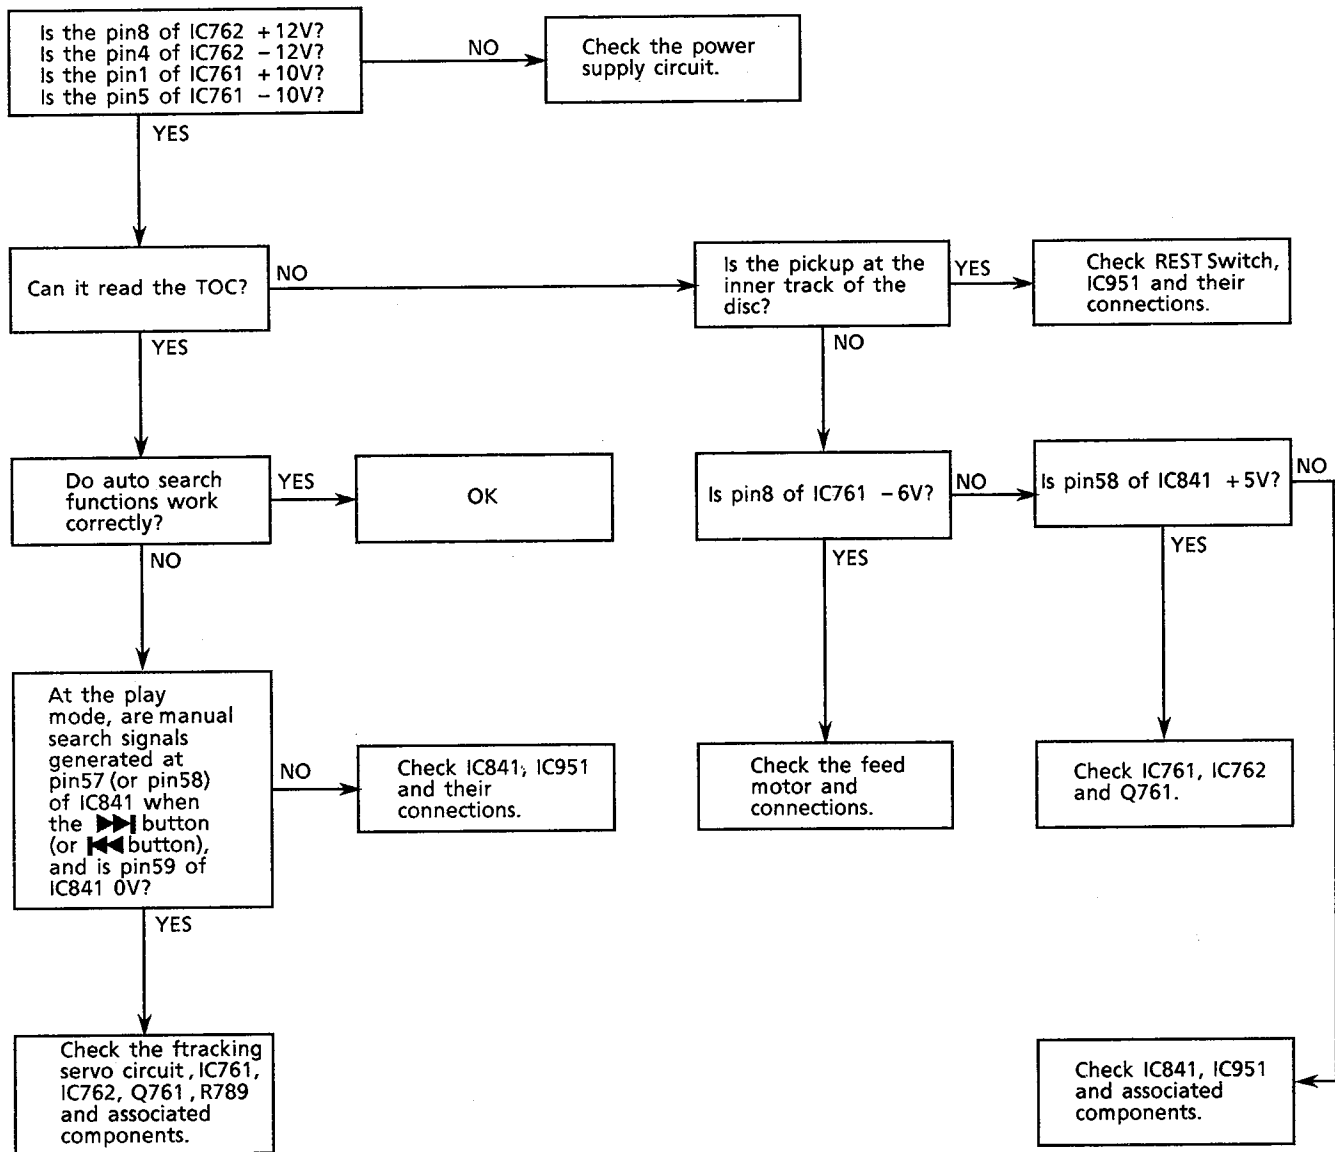 Is the pin8 of IC762 +12V?
Is the pin4 of IC762 −12V?
Is the pin1 of IC761 +10V?
Is the pin5 of IC761 −10V?
NO
Check the power
supply circuit.
YES
Can it read the TOC?
NO
Is the pickup at the
inner track of the
disc?
YES
Check REST Switch,
IC951 and their
connections.
YES
NO
Do auto search
functions work
correctly?
YES
OK
Is pin8 of IC761 −6V?
NO
Is pin58 of IC841 +5V?
NO
NO
YES
YES
At the play
mode, are manual
search signals
generated at
pin57 (or pin58)
of IC841 when
the ▶▶| button
(or |◀◀ button),
and is pin59 of
IC841 0V?
NO
Check IC841, IC951
and their
connections.
Check the feed
motor and
connections.
Check IC761, IC762
and Q761.
YES
Check the ftracking
servo circuit, IC761,
IC762, Q761, R789
and associated
components.
Check IC841, IC951
and associated
components.